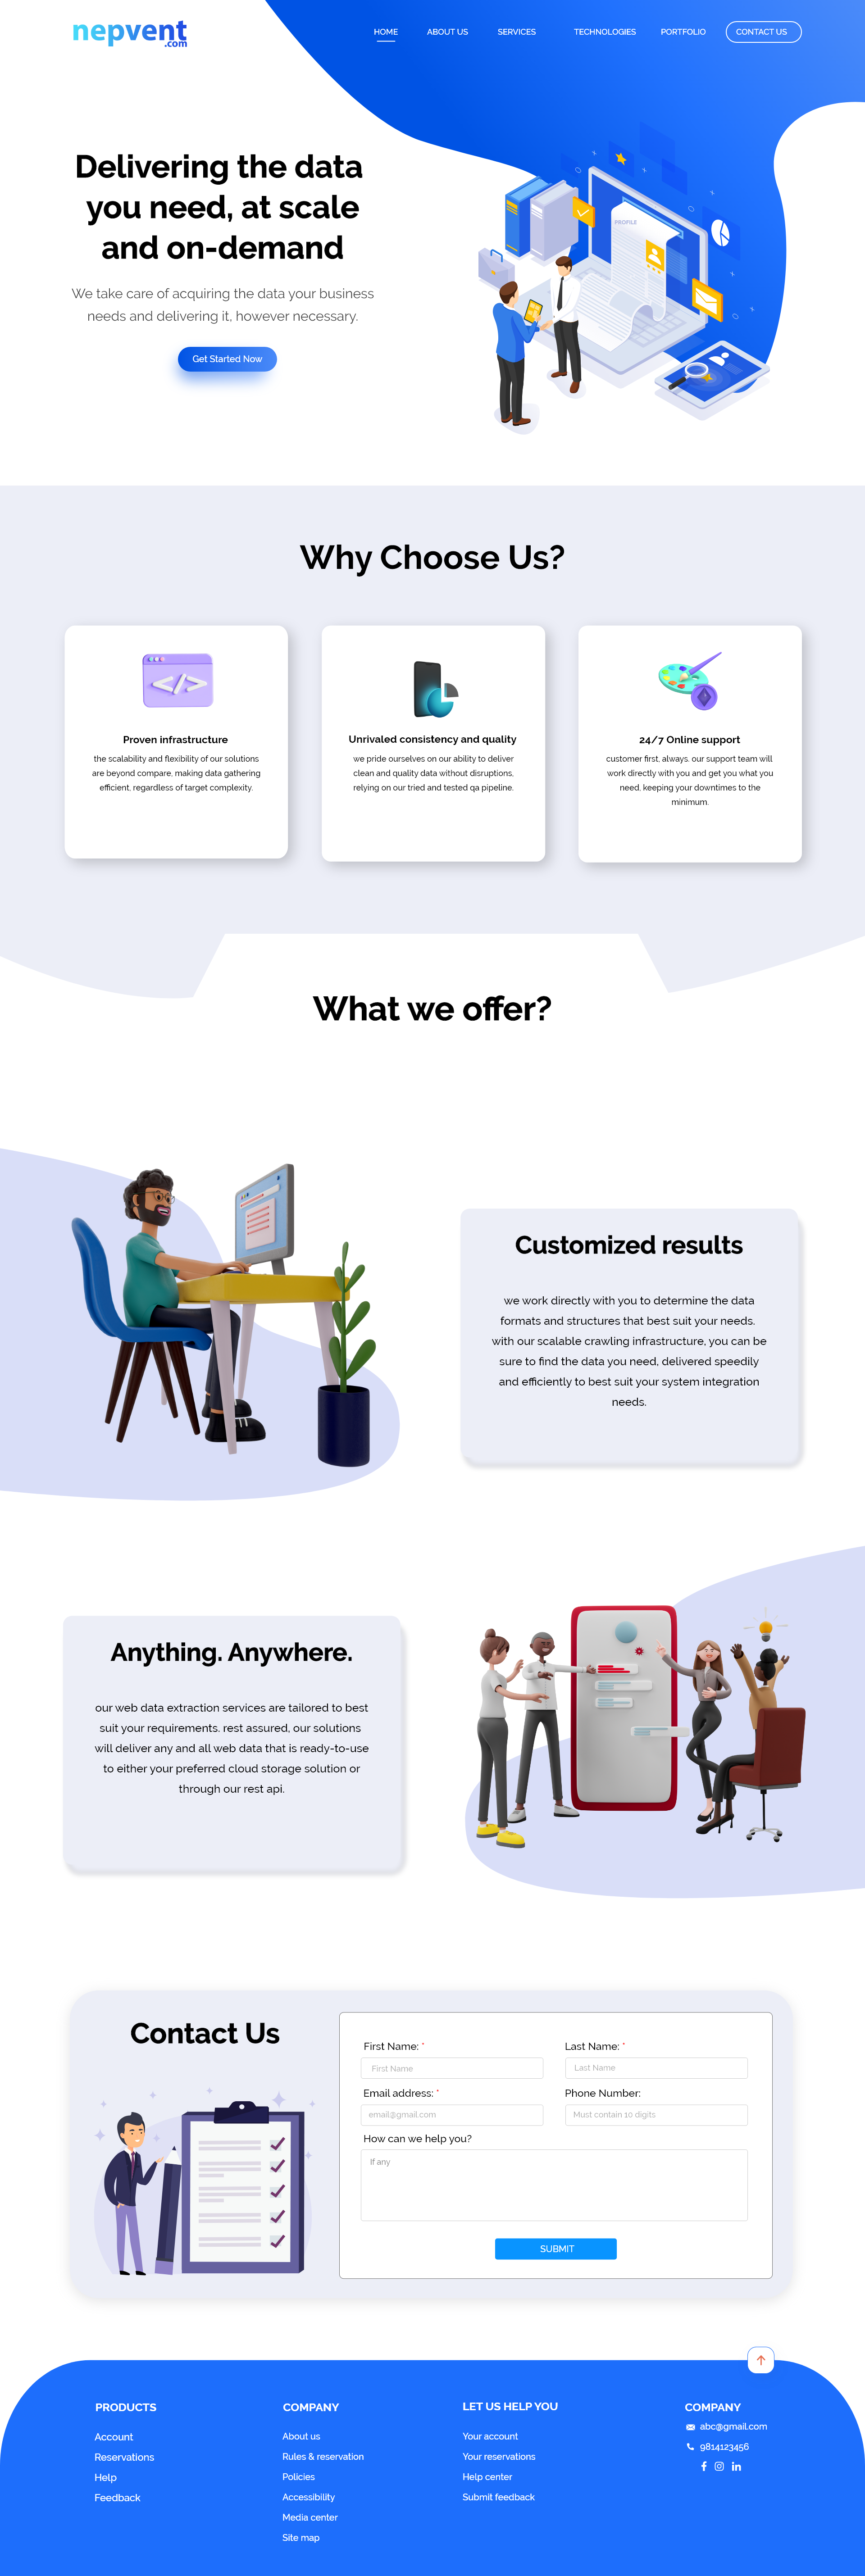 nepvent
.com
HOME
ABOUT US
SERVICES
TECHNOLOGIES
PORTFOLIO
CONTACT US
Delivering the data
you need, at scale
and on-demand
We take care of acquiring the data your business
needs and delivering it, however necessary.
Get Started Now
PROFILE
Why Choose Us?
Proven infrastructure
the scalability and flexibility of our solutions
are beyond compare, making data gathering
efficient, regardless of target complexity.
Unrivaled consistency and quality
we pride ourselves on our ability to deliver
clean and quality data without disruptions,
relying on our tried and tested qa pipeline.
24/7 Online support
customer first, always. our support team will
work directly with you and get you what you
need, keeping your downtimes to the
minimum.
What we offer?
Customized results
we work directly with you to determine the data
formats and structures that best suit your needs.
with our scalable crawling infrastructure, you can be
sure to find the data you need, delivered speedily
and efficiently to best suit your system integration
needs.
Anything. Anywhere.
our web data extraction services are tailored to best
suit your requirements. rest assured, our solutions
will deliver any and all web data that is ready-to-use
to either your preferred cloud storage solution or
through our rest api.
Contact Us
First Name: *
First Name
Last Name: *
Last Name
Email address: *
email@gmail.com
Phone Number:
Must contain 10 digits
How can we help you?
If any
SUBMIT
PRODUCTS
Account
Reservations
Help
Feedback
COMPANY
About us
Rules & reservation
Policies
Accessibility
Media center
Site map
LET US HELP YOU
Your account
Your reservations
Help center
Submit feedback
COMPANY
abc@gmail.com
9814123456